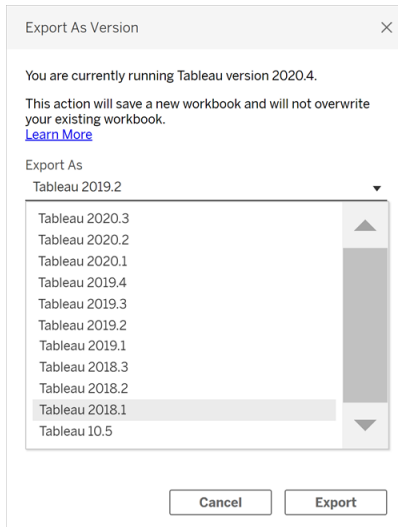 Export As Version
You are currently running Tableau version 2020.4.
This action will save a new workbook and will not overwrite
your existing workbook.
Learn More
Export As
Tableau 2019.2
Tableau 2020.3
Tableau 2020.2
Tableau 2020.1
Tableau 2019.4
Tableau 2019.3
Tableau 2019.2
Tableau 2019.1
Tableau 2018.3
Tableau 2018.2
Tableau 2018.1
Tableau 10.5
Cancel Export